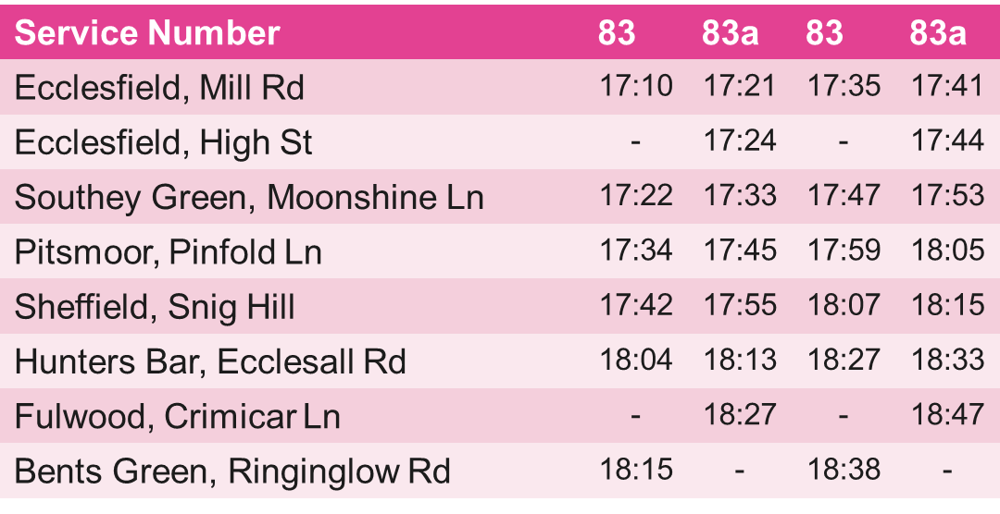 Service Number 83 83a 83 83a
Ecclesfield, Mill Rd 17:10 17:21 17:35 17:41
Ecclesfield, High St - 17:24 - 17:44
Southey Green, Moonshine Ln 17:22 17:33 17:47 17:53
Pitsmoor, Pinfold Ln 17:34 17:45 17:59 18:05
Sheffield, Snig Hill 17:42 17:55 18:07 18:15
Hunters Bar, Ecclesall Rd 18:04 18:13 18:27 18:33
Fulwood, Crimicar Ln - 18:27 - 18:47
Bents Green, Ringinglow Rd 18:15 - 18:38 -